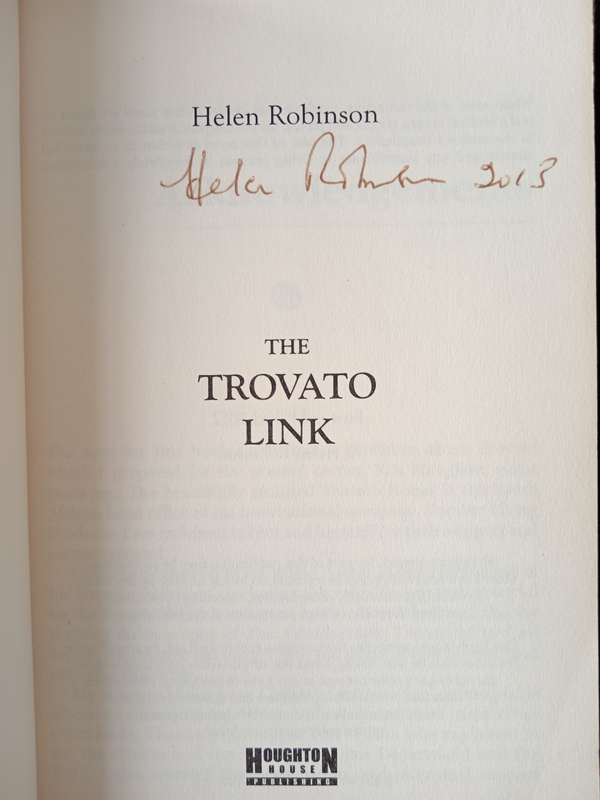 Helen Robinson
Helen Robinson 2013
THE
TROVATO
LINK
HOUGHTON
HOUSE
PUBLISHING